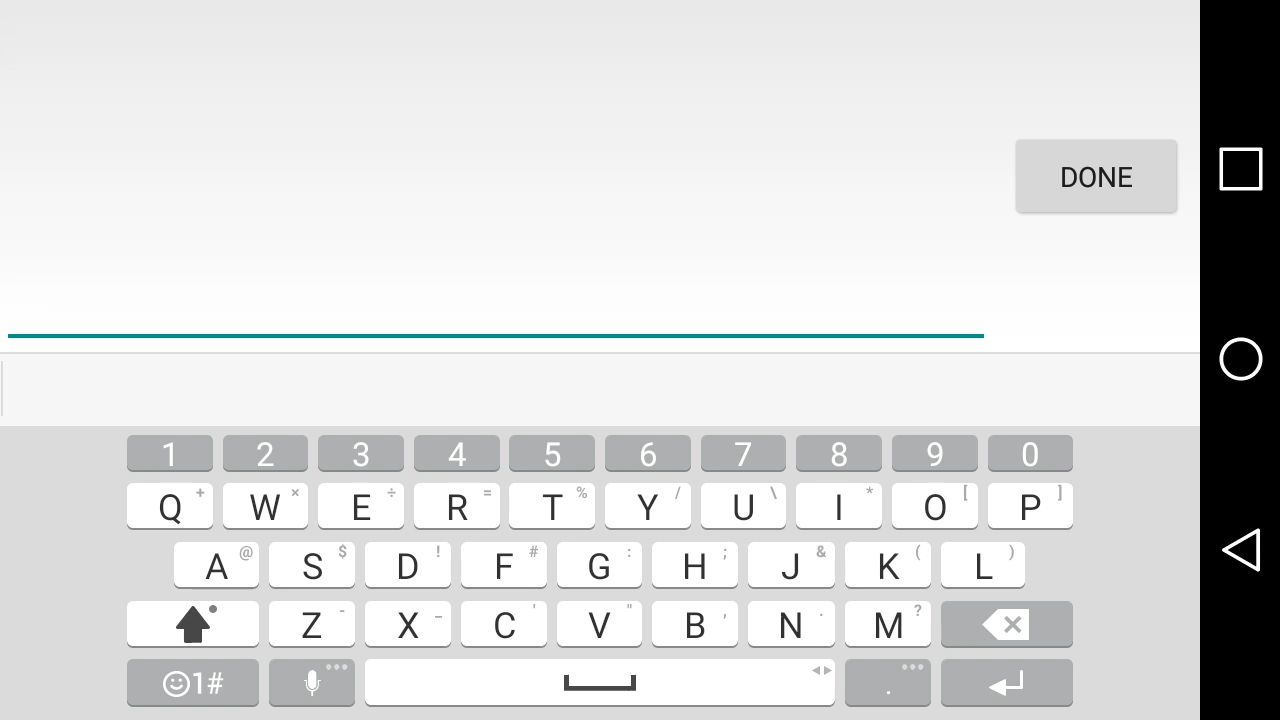 DONE
1 2 3 4 5 6 7 8 9 0
Q + W × E ÷ R = T % Y / U \ I * O [ P ]
A @ S $ D ! F # G : H ; J & K ( L )
Z - X _ C ' V " B , N . M ?
1# .